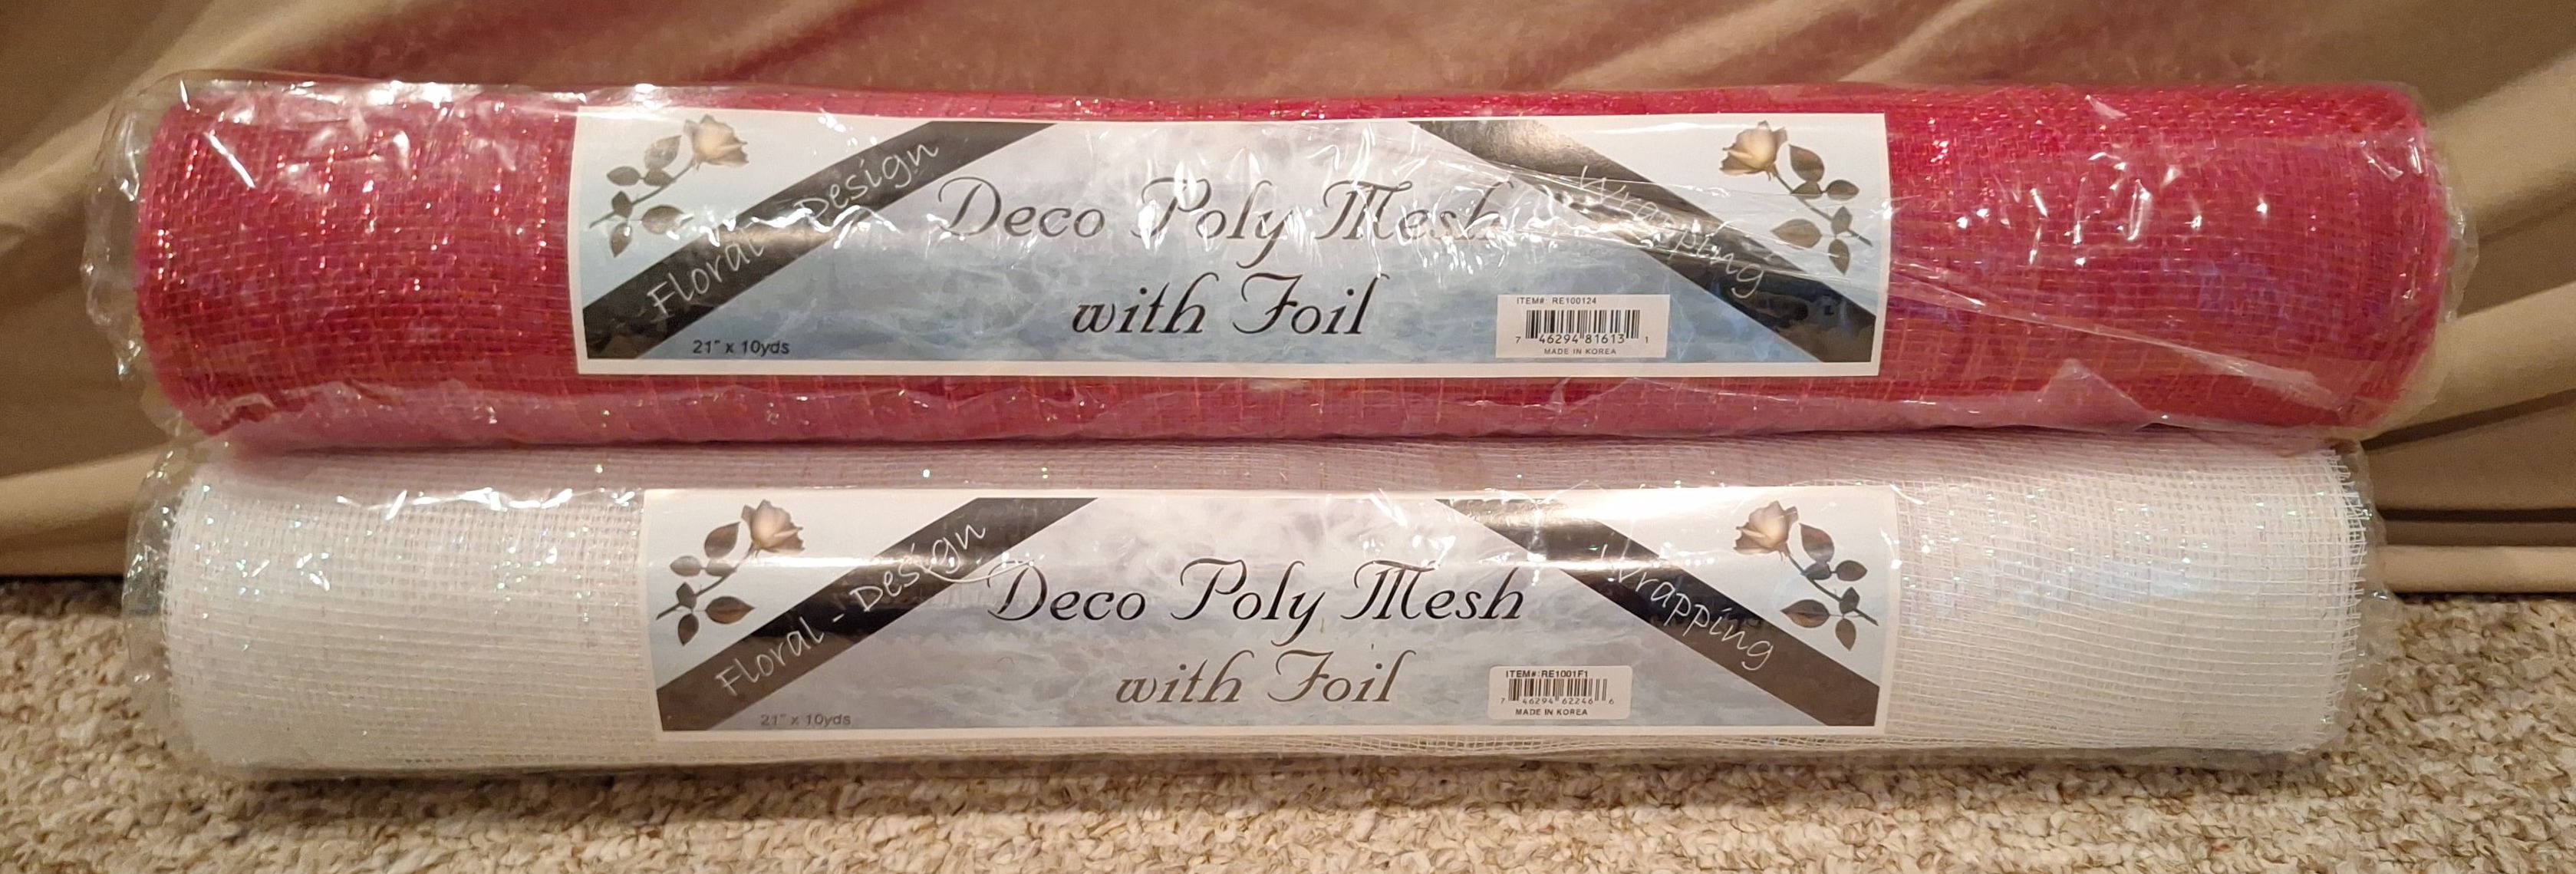 Floral - Design
Deco Poly Mesh
with Foil
Wrapping
21" x 10yds
ITEM# RE100124
7 46294 81613 1
MADE IN KOREA
Floral - Design
Deco Poly Mesh
with Foil
Wrapping
21" x 10yds
ITEM#:RE1001F1
7 46294 62246 6
MADE IN KOREA